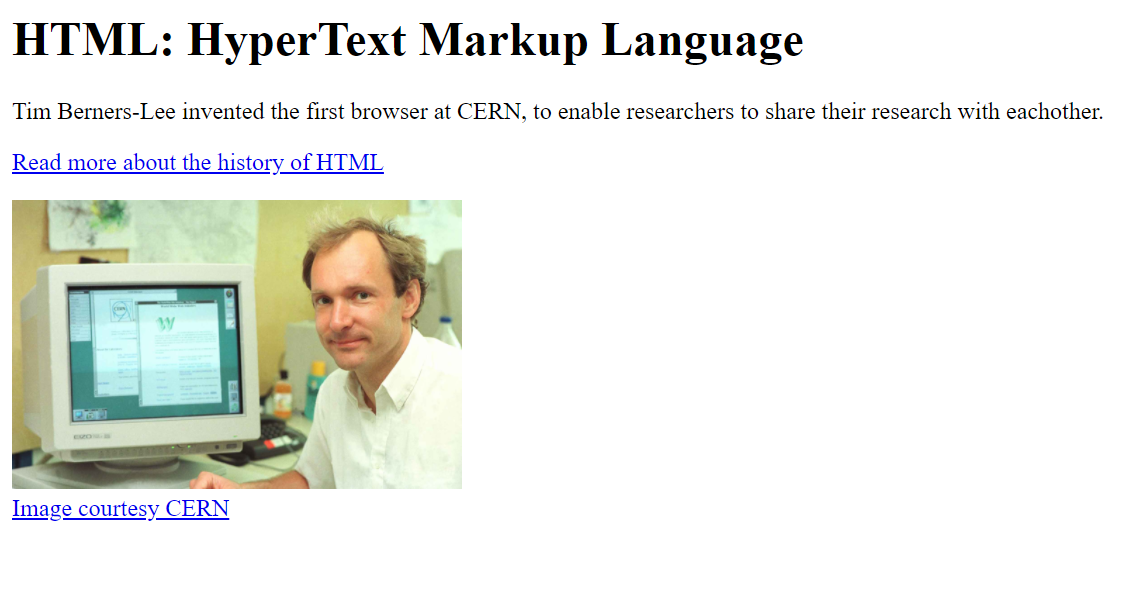 HTML: HyperText Markup Language
Tim Berners-Lee invented the first browser at CERN, to enable researchers to share their research with eachother.
Read more about the history of HTML
CERN
W
Image courtesy CERN